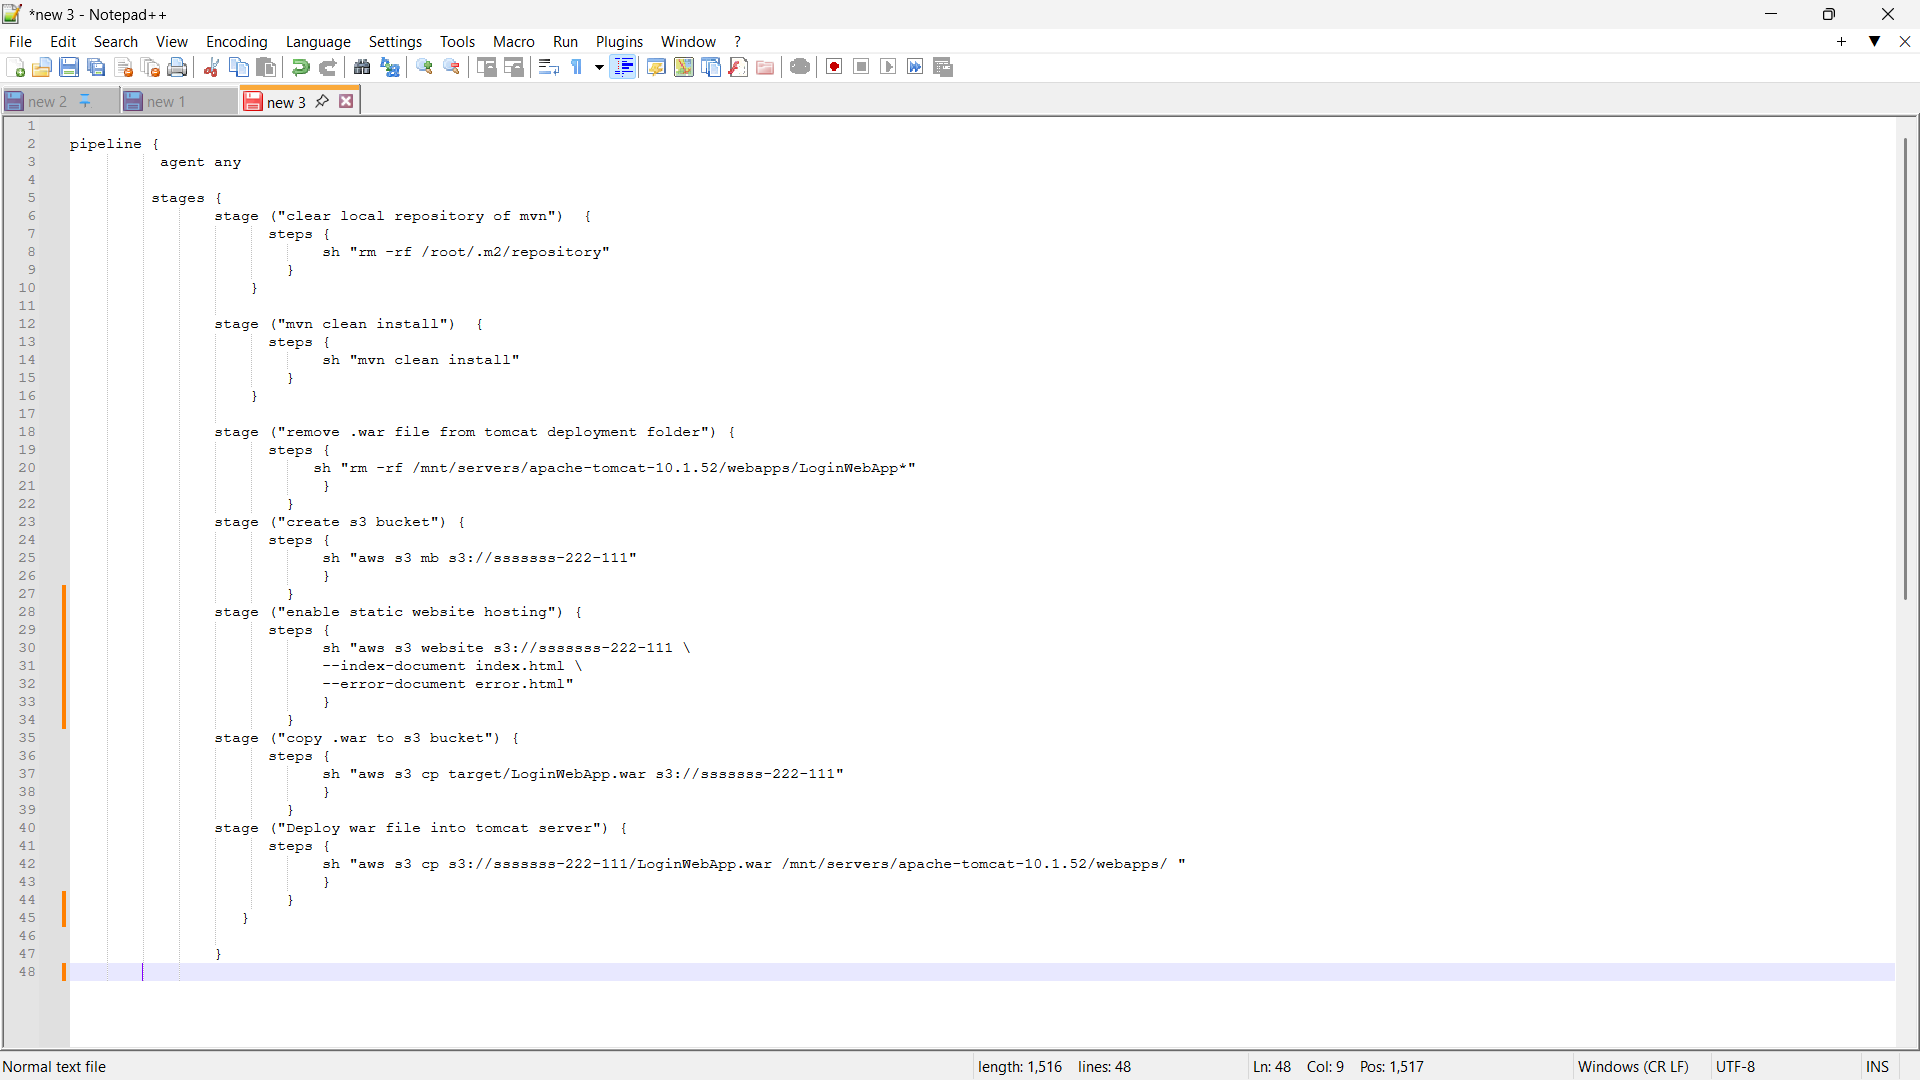 *new 3 - Notepad++
File Edit Search View Encoding Language Settings Tools Macro Run Plugins Window ?
new 2 new 1 new 3
1
2 pipeline {
3 agent any
4
5 stages {
6 stage ("clear local repository of mvn") {
7 steps {
8 sh "rm -rf /root/.m2/repository"
9 }
10 }
11
12 stage ("mvn clean install") {
13 steps {
14 sh "mvn clean install"
15 }
16 }
17
18 stage ("remove .war file from tomcat deployment folder") {
19 steps {
20 sh "rm -rf /mnt/servers/apache-tomcat-10.1.52/webapps/LoginWebApp*"
21 }
22 }
23 stage ("create s3 bucket") {
24 steps {
25 sh "aws s3 mb s3://sssssss-222-111"
26 }
27 }
28 stage ("enable static website hosting") {
29 steps {
30 sh "aws s3 website s3://sssssss-222-111 \
31 --index-document index.html \
32 --error-document error.html"
33 }
34 }
35 stage ("copy .war to s3 bucket") {
36 steps {
37 sh "aws s3 cp target/LoginWebApp.war s3://sssssss-222-111"
38 }
39 }
40 stage ("Deploy war file into tomcat server") {
41 steps {
42 sh "aws s3 cp s3://sssssss-222-111/LoginWebApp.war /mnt/servers/apache-tomcat-10.1.52/webapps/ "
43 }
44 }
45 }
46
47 }
48
Normal text file length: 1,516 lines: 48 Ln: 48 Col: 9 Pos: 1,517 Windows (CR LF) UTF-8 INS